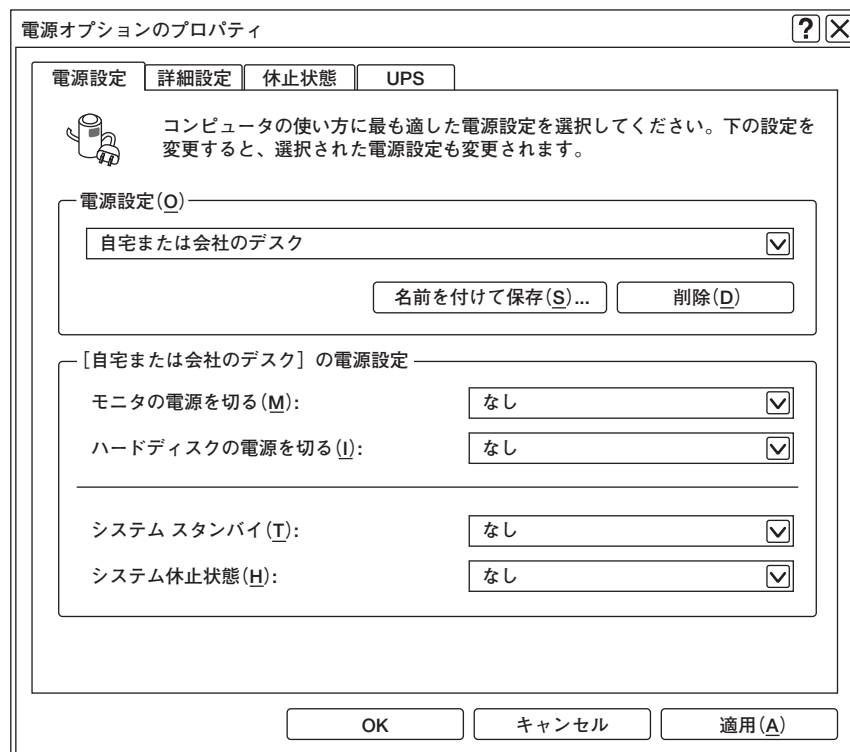 電源オプションのプロパティ
電源設定 詳細設定 休止状態 UPS
コンピュータの使い方に最も適した電源設定を選択してください。下の設定を
変更すると、選択された電源設定も変更されます。
電源設定(O)
自宅または会社のデスク
名前を付けて保存(S)... 削除(D)
[自宅または会社のデスク] の電源設定
モニタの電源を切る(M): なし
ハードディスクの電源を切る(I): なし
システム スタンバイ(T): なし
システム休止状態(H): なし
OK キャンセル 適用(A)